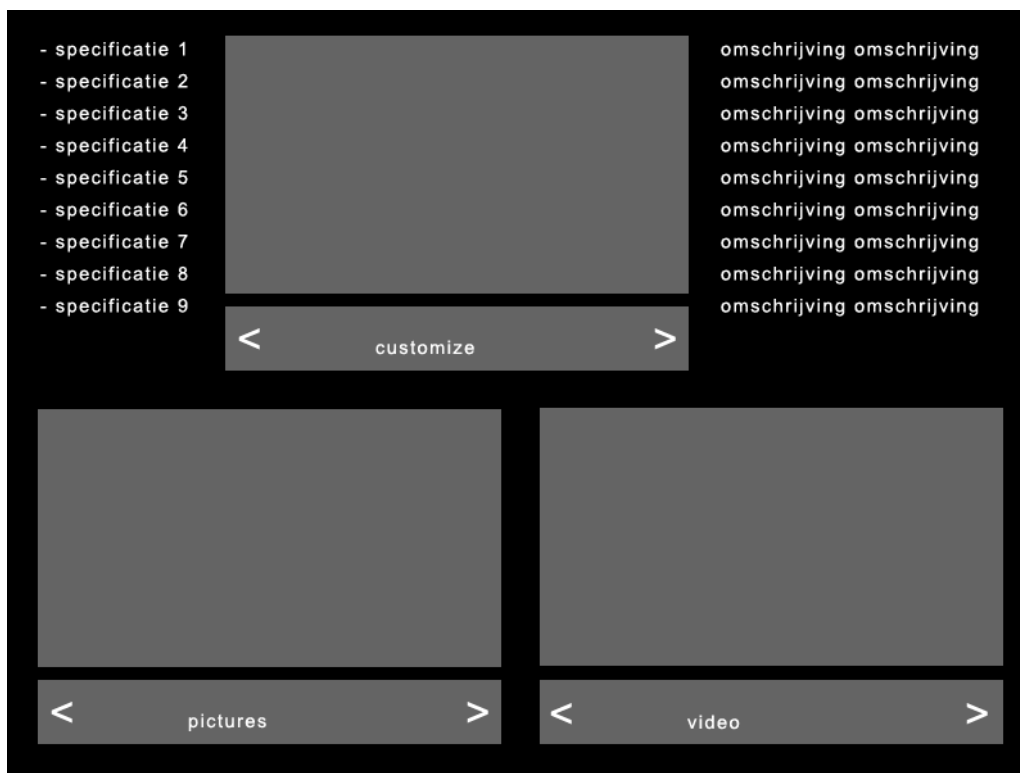 - specificatie 1
- specificatie 2
- specificatie 3
- specificatie 4
- specificatie 5
- specificatie 6
- specificatie 7
- specificatie 8
- specificatie 9
omschrijving omschrijving
omschrijving omschrijving
omschrijving omschrijving
omschrijving omschrijving
omschrijving omschrijving
omschrijving omschrijving
omschrijving omschrijving
omschrijving omschrijving
omschrijving omschrijving
< customize >
< pictures >
< video >